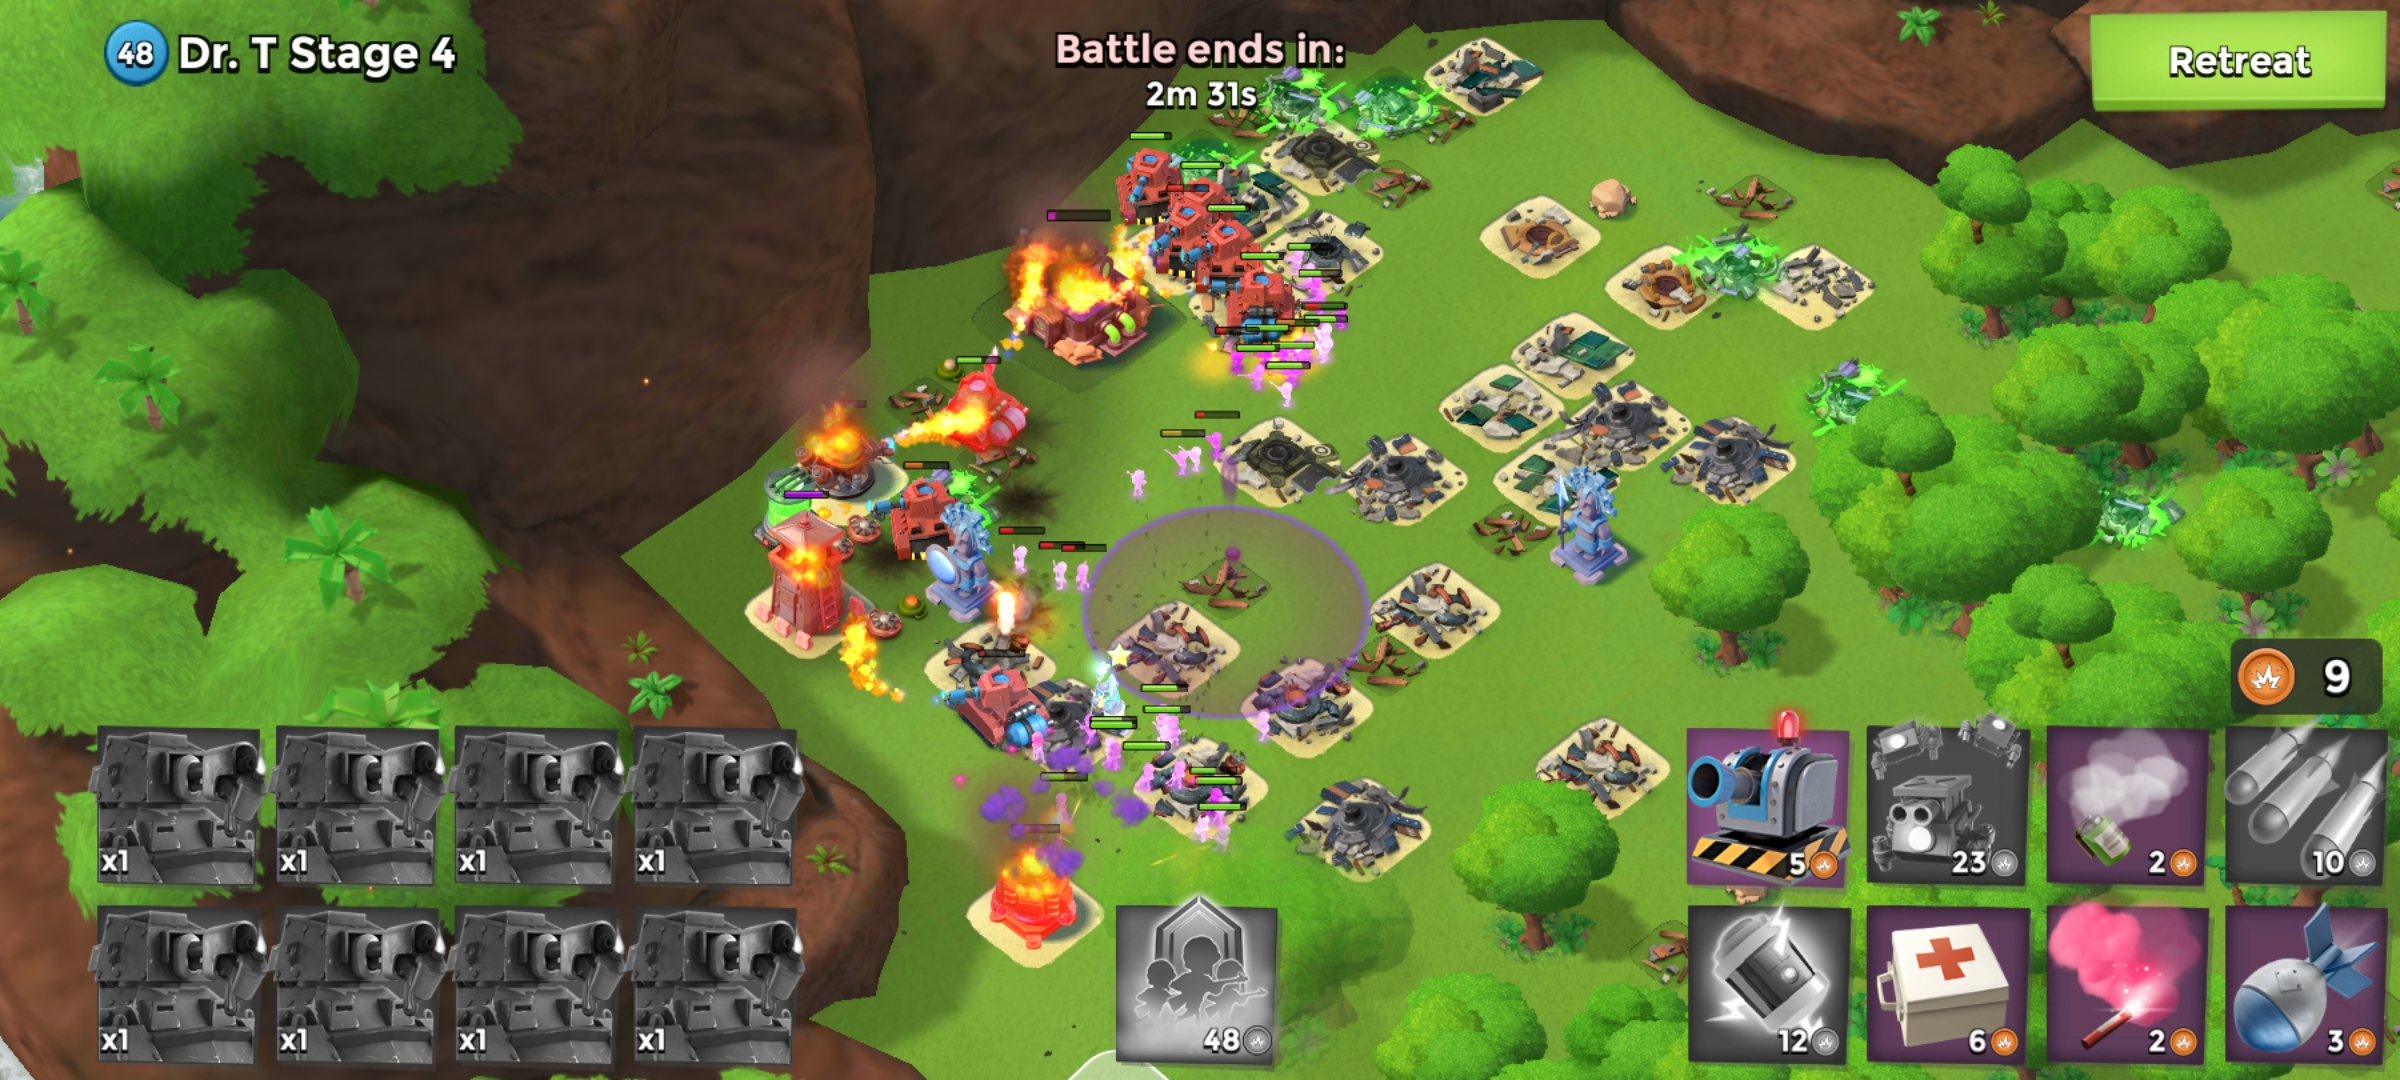 48 Dr. T Stage 4
Battle ends in:
2m 31s
Retreat
9
x1 x1 x1 x1
5 23 2 10
x1 x1 x1 x1
48
12 6 2 3